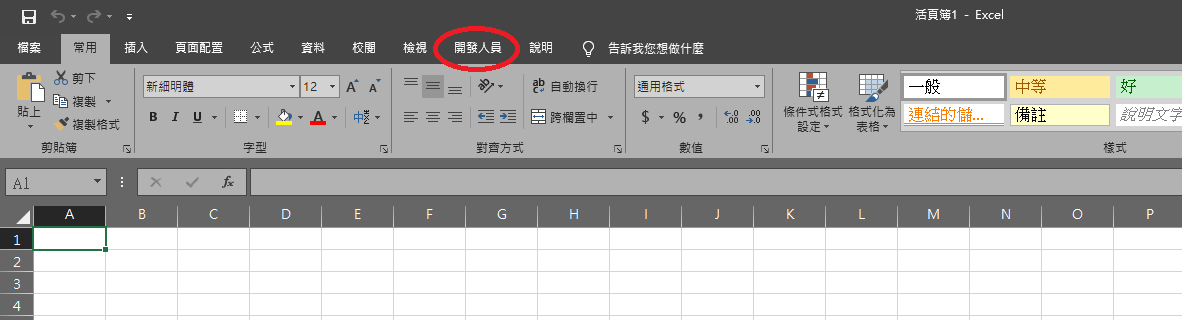 活頁簿1 - Excel
檔案 常用 插入 頁面配置 公式 資料 校閱 檢視 開發人員 說明 告訴我您想做什麼
貼上
剪下
複製
複製格式
剪貼簿
新細明體 12 A A
B I U A 中
字型
ab 自動換行
跨欄置中
對齊方式
通用格式
$ % , .00 .00
數值
條件式格式設定
格式化為表格
一般 中等 好
連結的儲... 備註 說明文字
樣式
A1 fx
A B C D E F G H I J K L M N O P
1
2
3
4